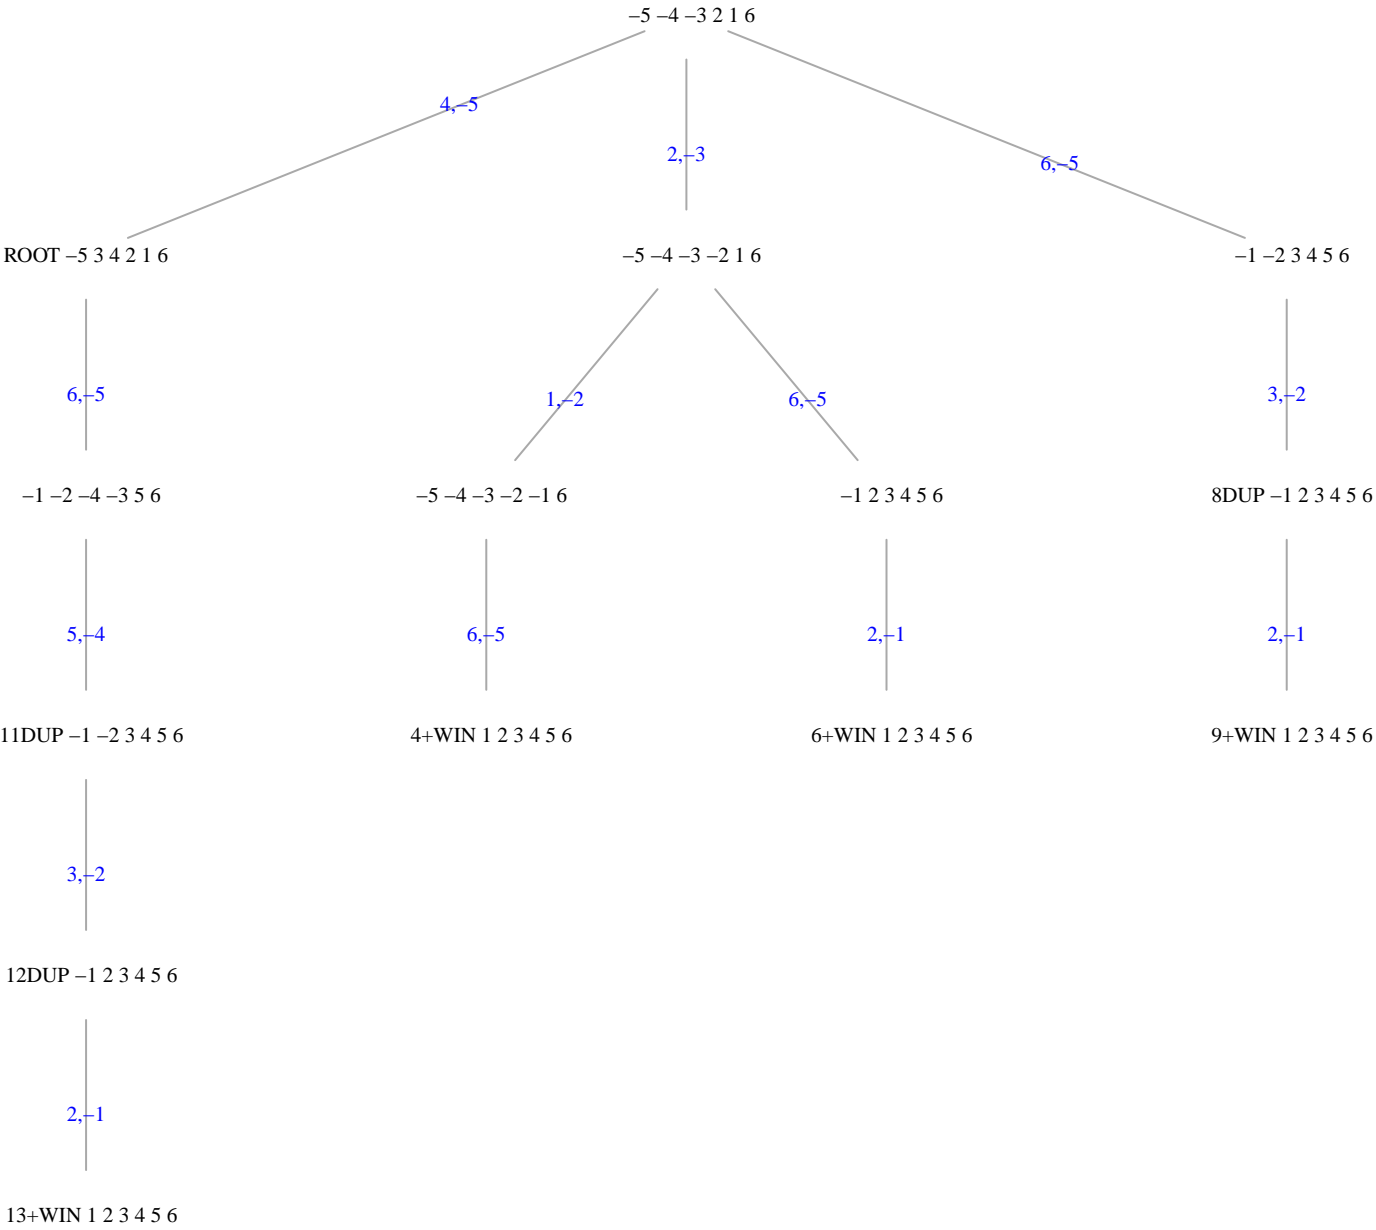 –5 –4 –3 2 1 6
4,–5
2,–3
6,–5
ROOT –5 3 4 2 1 6
–5 –4 –3 –2 1 6
–1 –2 3 4 5 6
6,–5
1,–2
6,–5
3,–2
–1 –2 –4 –3 5 6
–5 –4 –3 –2 –1 6
–1 2 3 4 5 6
8DUP –1 2 3 4 5 6
5,–4
6,–5
2,–1
2,–1
11DUP –1 –2 3 4 5 6
4+WIN 1 2 3 4 5 6
6+WIN 1 2 3 4 5 6
9+WIN 1 2 3 4 5 6
3,–2
12DUP –1 2 3 4 5 6
2,–1
13+WIN 1 2 3 4 5 6